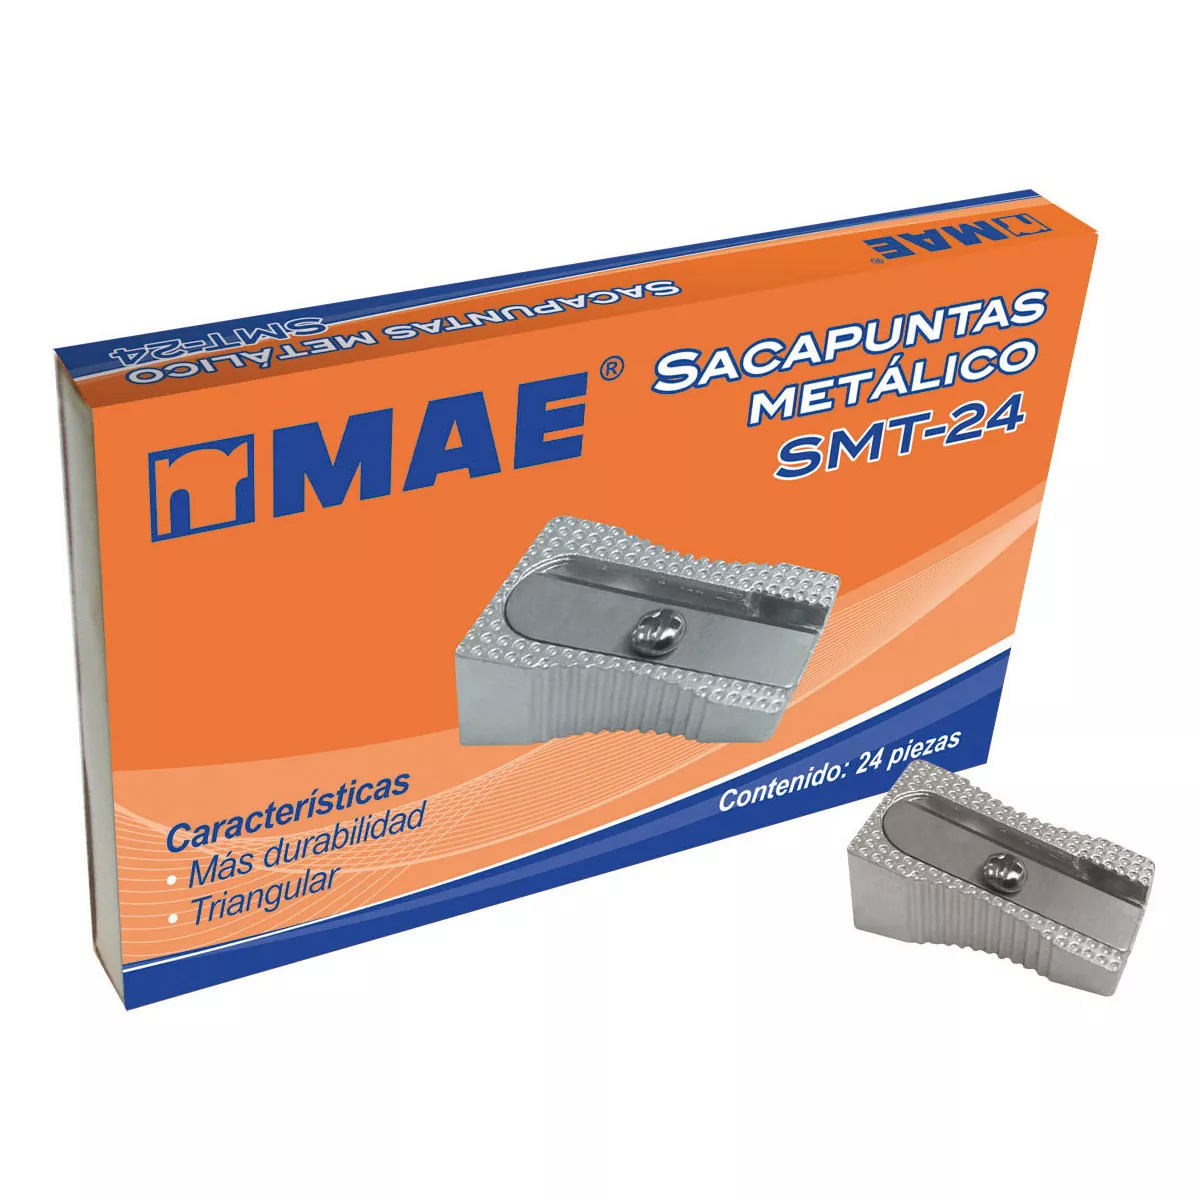 MAE®
SACAPUNTAS METÁLICO
SMT-24
MAE®
SACAPUNTAS
METÁLICO
SMT-24
Características
• Más durabilidad
• Triangular
Contenido: 24 piezas